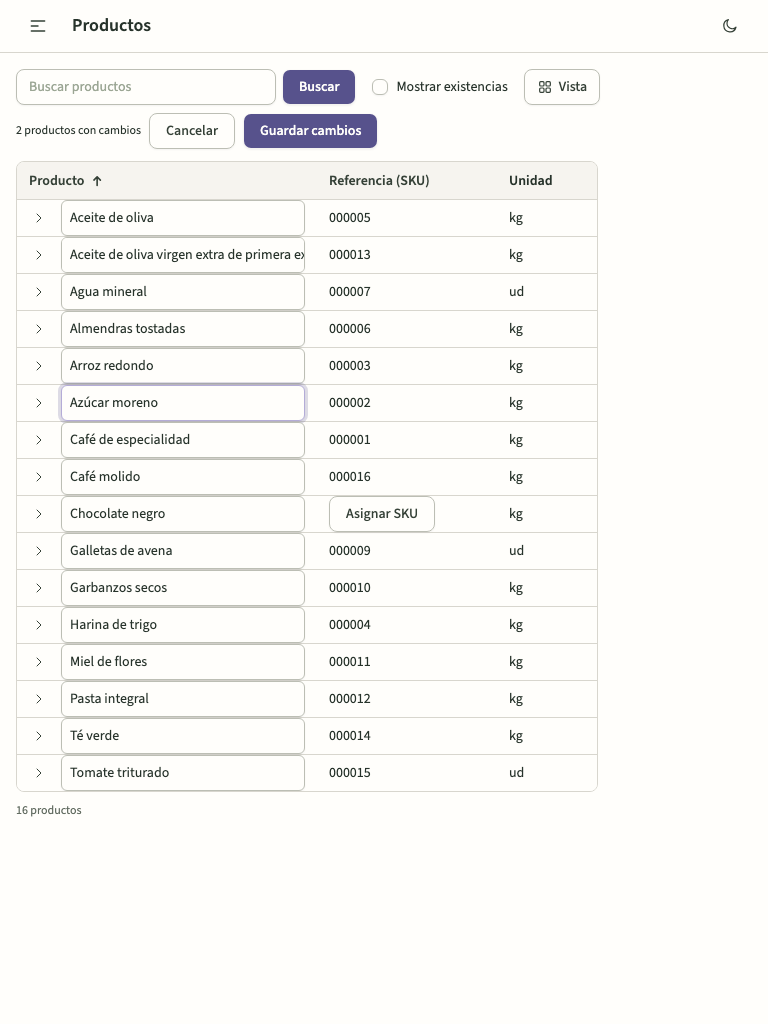 Productos
Buscar productos Buscar Mostrar existencias Vista
2 productos con cambios Cancelar Guardar cambios
Producto Referencia (SKU) Unidad
Aceite de oliva 000005 kg
Aceite de oliva virgen extra de primera ex 000013 kg
Agua mineral 000007 ud
Almendras tostadas 000006 kg
Arroz redondo 000003 kg
Azúcar moreno 000002 kg
Café de especialidad 000001 kg
Café molido 000016 kg
Chocolate negro Asignar SKU kg
Galletas de avena 000009 ud
Garbanzos secos 000010 kg
Harina de trigo 000004 kg
Miel de flores 000011 kg
Pasta integral 000012 kg
Té verde 000014 kg
Tomate triturado 000015 ud
16 productos